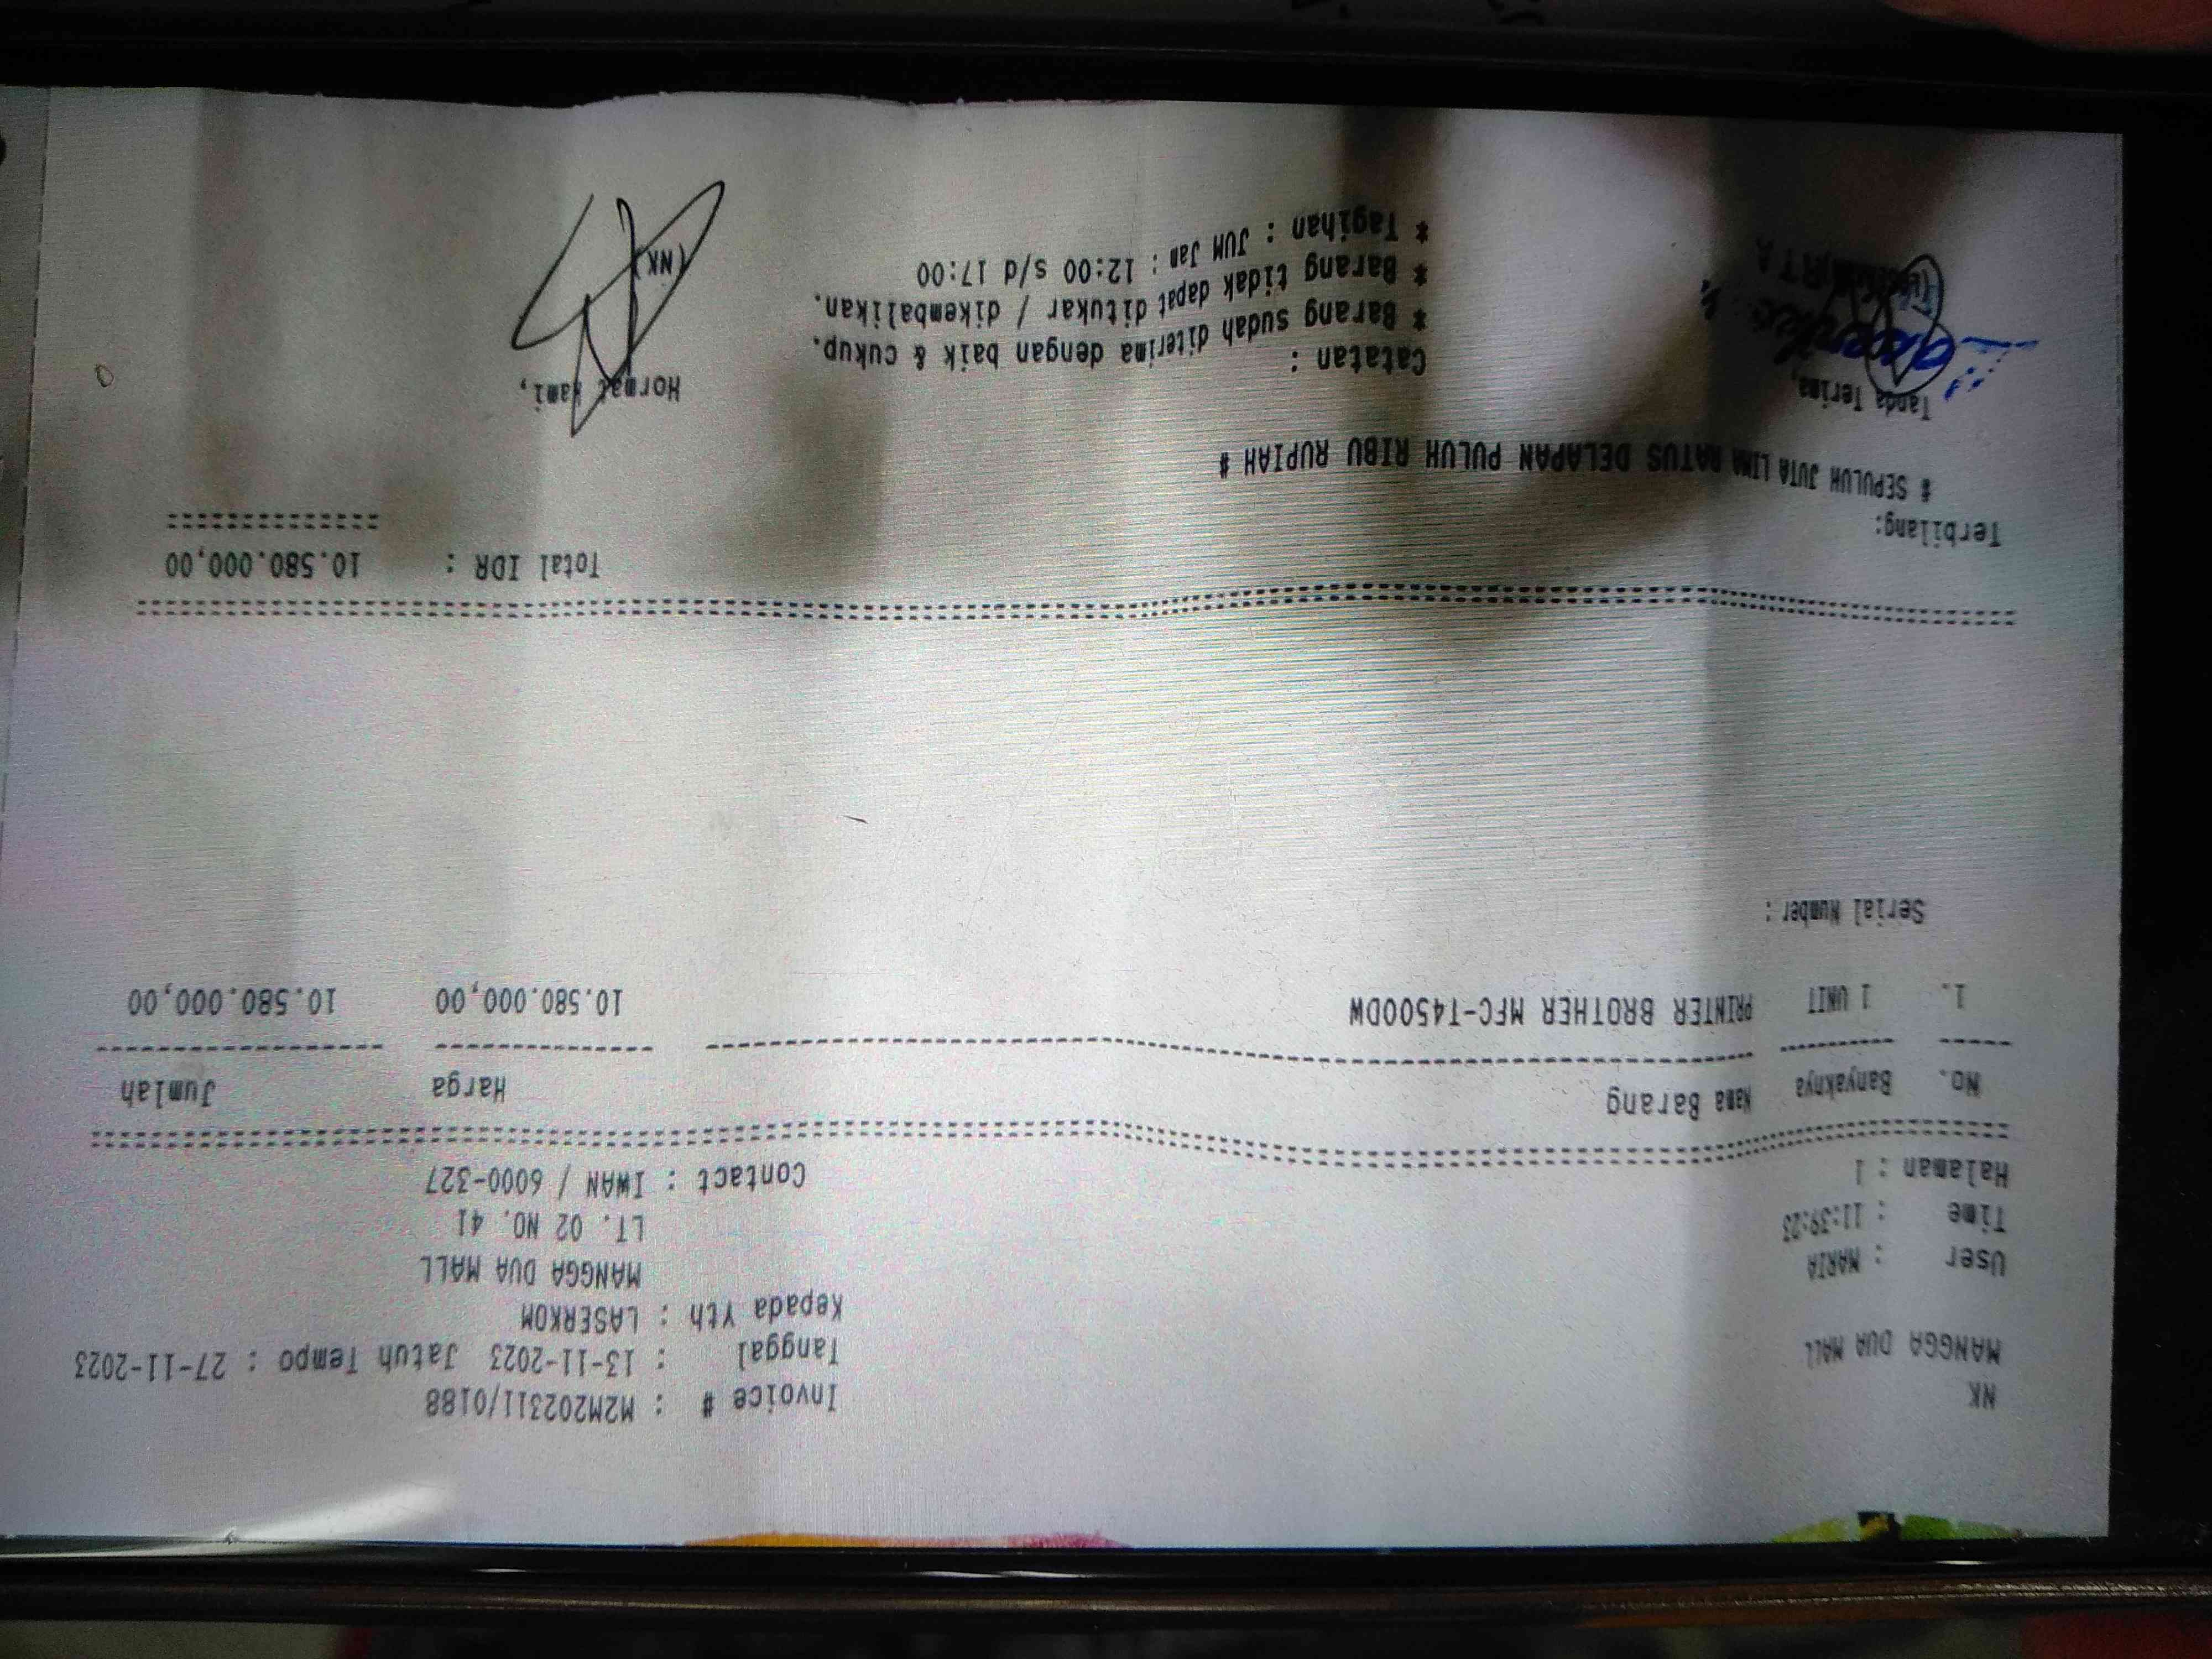 NK
MANGGA DUA MALL
Invoice # : M2M202311/0188
Tanggal : 13-11-2023 Jatuh Tempo : 27-11-2023
Kepada Yth : LASERKOM
MANGGA DUA MALL
LT. 02 NO. 41
Contact : IWAN / 6000-327
User : MARIA
Time : 11:39:23
Halaman : 1
No. Banyaknya Nama Barang Harga Jumlah
1. 1 UNIT PRINTER BROTHER MFC-T4500DW 10.580.000,00 10.580.000,00
Serial Number :
Total IDR : 10.580.000,00
Terbilang:
# SEPULUH JUTA LIMA RATUS DELAPAN PULUH RIBU RUPIAH #
Tanda Terima,
Catatan :
* Barang sudah diterima dengan baik & cukup.
* Barang tidak dapat ditukar / dikembalikan.
* Tagihan : JUM Jam : 12:00 s/d 17:00
Hormat Kami,
(NK)